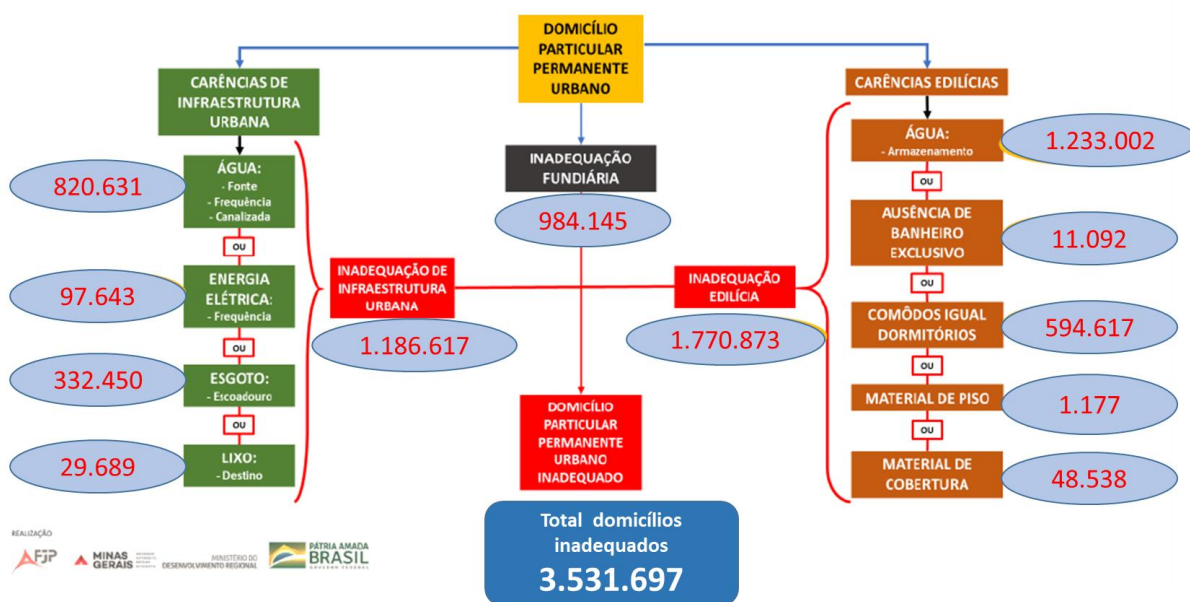 DOMICÍLIO
PARTICULAR
PERMANENTE
URBANO
CARÊNCIAS DE
INFRAESTRUTURA
URBANA
ÁGUA:
- Fonte
- Frequência
- Canalizada
820.631
OU
ENERGIA
ELÉTRICA:
- Frequência
97.643
OU
ESGOTO:
- Escoadouro
332.450
OU
LIXO:
- Destino
29.689
INADEQUAÇÃO DE
INFRAESTRUTURA
URBANA
1.186.617
INADEQUAÇÃO
FUNDIÁRIA
984.145
INADEQUAÇÃO
EDILÍCIA
1.770.873
CARÊNCIAS EDILÍCIAS
ÁGUA:
- Armazenamento
1.233.002
OU
AUSÊNCIA DE
BANHEIRO
EXCLUSIVO
11.092
OU
COMÔDOS IGUAL
DORMITÓRIOS
594.617
OU
MATERIAL DE PISO
1.177
OU
MATERIAL DE
COBERTURA
48.538
DOMICÍLIO
PARTICULAR
PERMANENTE
URBANO
INADEQUADO
Total domicílios
inadequados
3.531.697
REALIZAÇÃO
FJP
MINAS
GERAIS
MINISTÉRIO DO
DESENVOLVIMENTO REGIONAL
PÁTRIA AMADA
BRASIL
GOVERNO FEDERAL